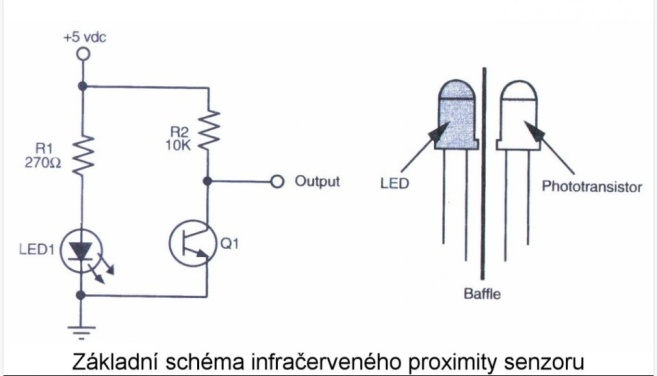 +5 vdc
R1
270Ω
R2
10K
Output
LED1
Q1
LED
Phototransistor
Baffle
Základní schéma infračerveného proximity senzoru